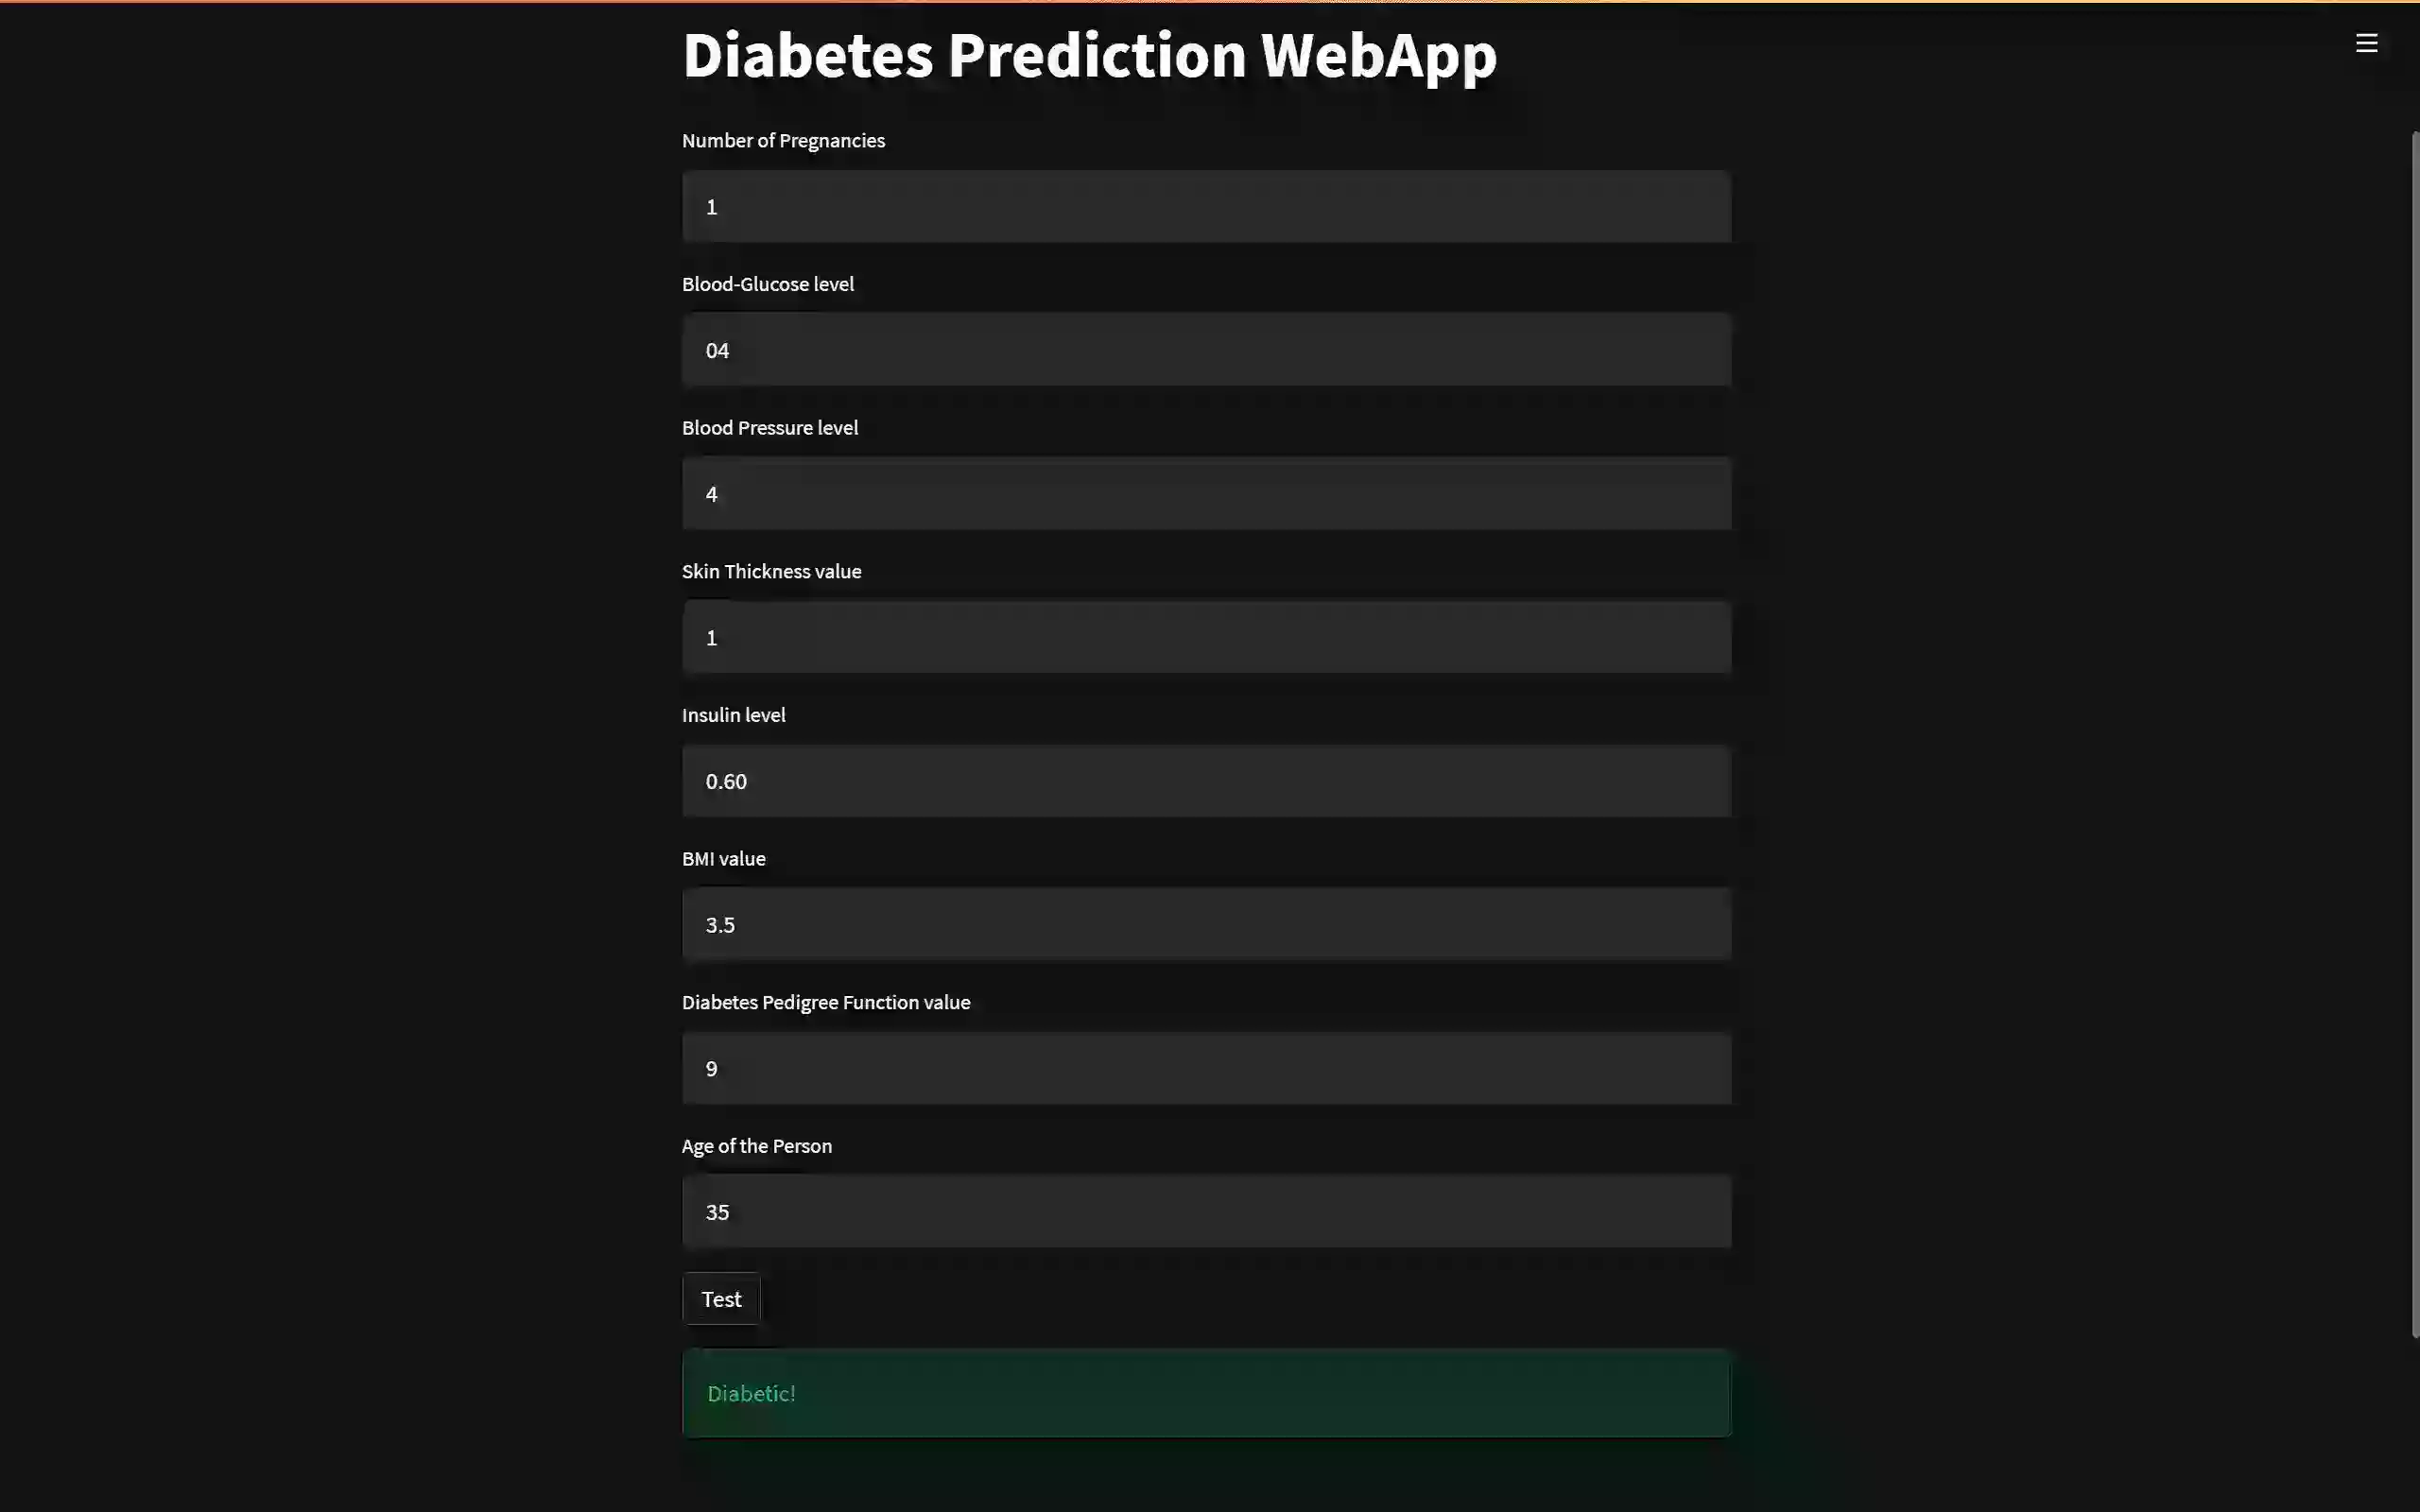 Diabetes Prediction WebApp
Number of Pregnancies
1
Blood-Glucose level
04
Blood Pressure level
4
Skin Thickness value
1
Insulin level
0.60
BMI value
3.5
Diabetes Pedigree Function value
9
Age of the Person
35
Test
Diabetic!